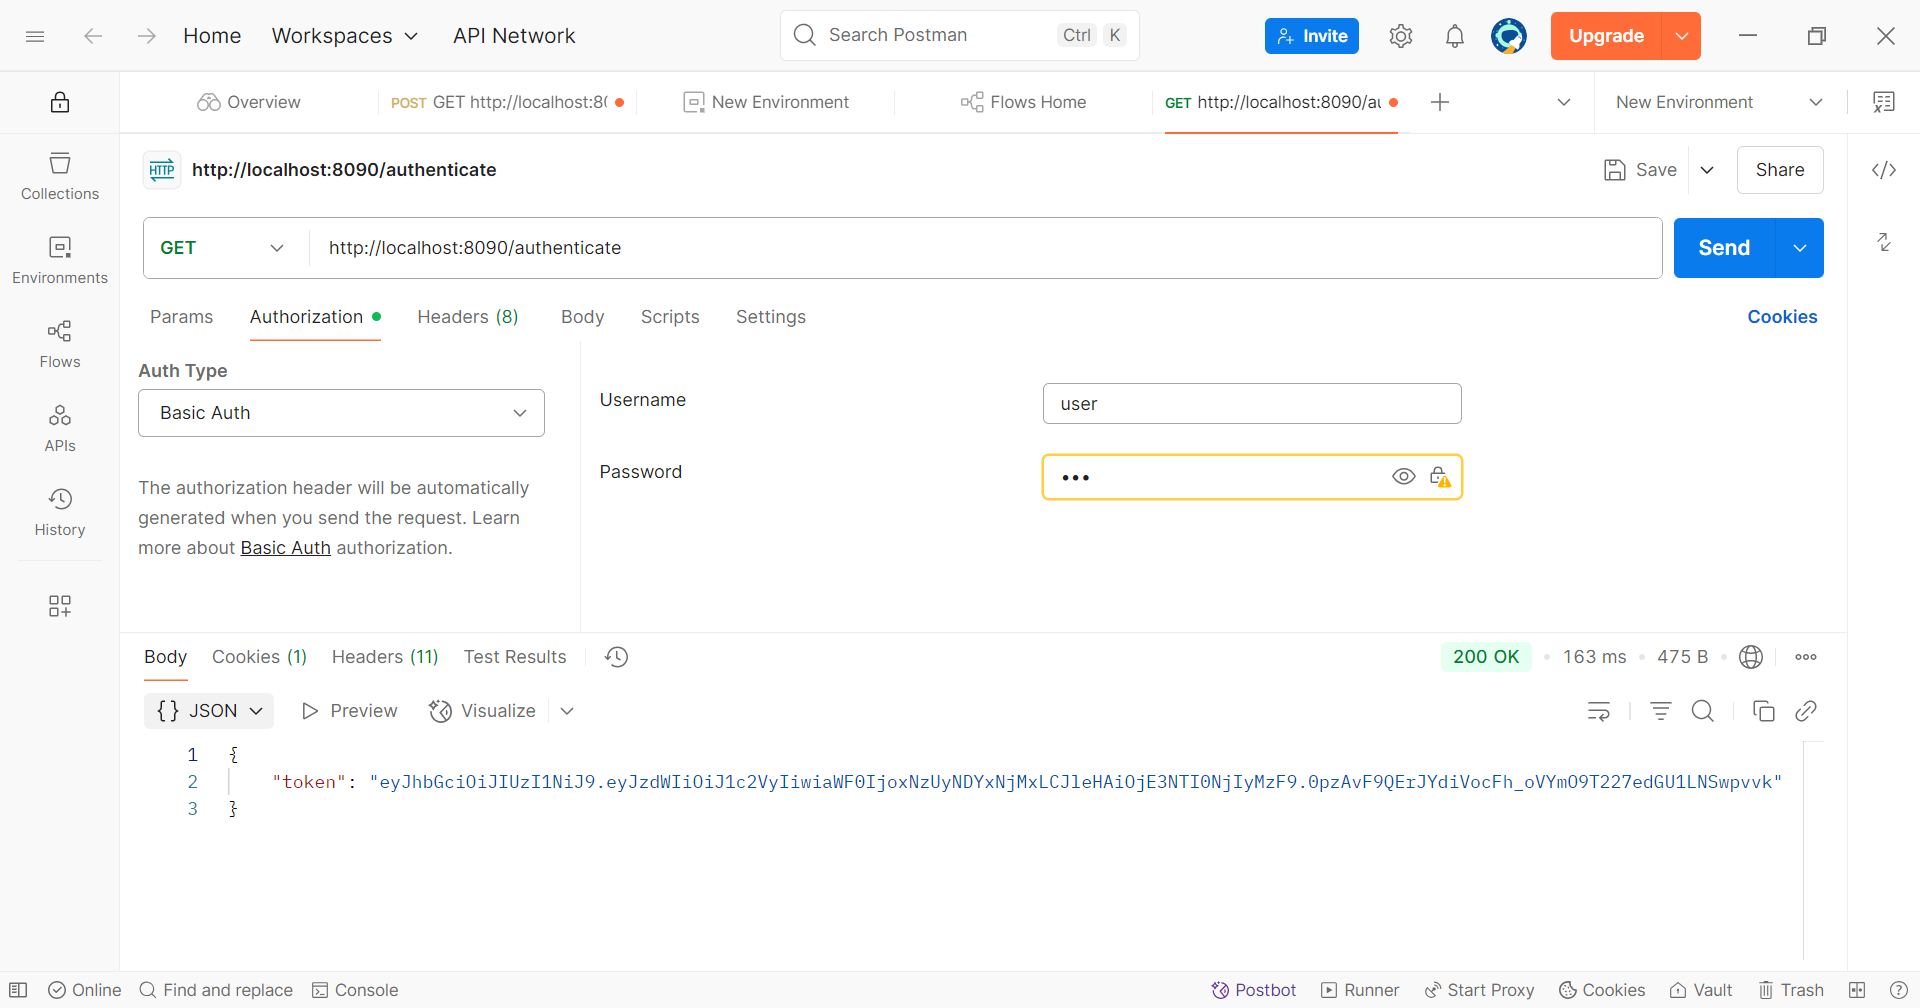 Home Workspaces API Network Search Postman Ctrl K Invite Upgrade
Overview POST GET http://localhost:8( New Environment Flows Home GET http://localhost:8090/au New Environment
HTTP http://localhost:8090/authenticate Save Share
Collections
Environments
Flows
APIs
History
GET http://localhost:8090/authenticate Send
Params Authorization Headers (8) Body Scripts Settings Cookies
Auth Type
Basic Auth
The authorization header will be automatically
generated when you send the request. Learn
more about Basic Auth authorization.
Username user
Password •••
Body Cookies (1) Headers (11) Test Results 200 OK • 163 ms • 475 B
{} JSON Preview Visualize
1 {
2 "token": "eyJhbGciOiJIUzI1NiJ9.eyJzdWIiOiJ1c2VyIiwiaWF0IjoxNzUyNDYxNjMxLCJleHAiOjE3NTI0NjIyMzF9.0pzAvF9QErJYdiVocFh_oVYmO9T227edGU1LNSwpvvk"
3 }
Online Find and replace Console Postbot Runner Start Proxy Cookies Vault Trash